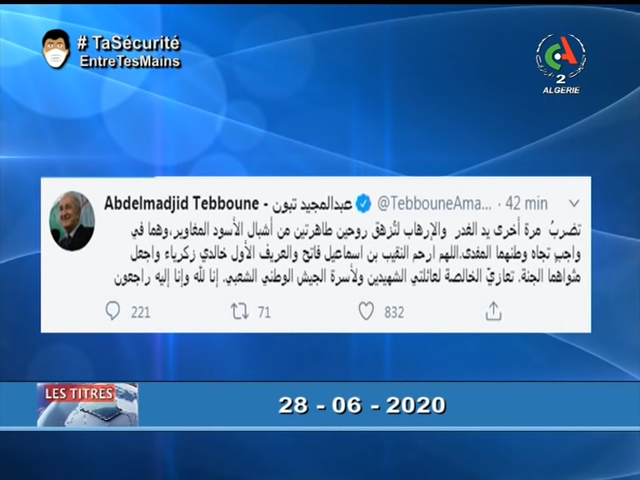 # TaSécurité
EntreTesMains
CA
2
ALGERIE
Abdelmadjid Tebboune - عبدالمجيد تبون @TebbouneAma... · 42 min
تضربُ مرة أخرى يد الغدر والإرهاب لتُزهق روحين طاهرتين من أشبال الأسود المغاوير،وهما في
واجبٍ تجاه وطنهما المفدى.اللهم ارحم النقيب بن اسماعيل فاتح والعريف الأول خالدي زكرياء واجعل
مثواهما الجنة. تعازيّ الخالصة لعائلتي الشهيدين ولأسرة الجيش الوطني الشعبي. إنا لله وإنا إليه راجعون
221 71 832
LES TITRES
28 - 06 - 2020